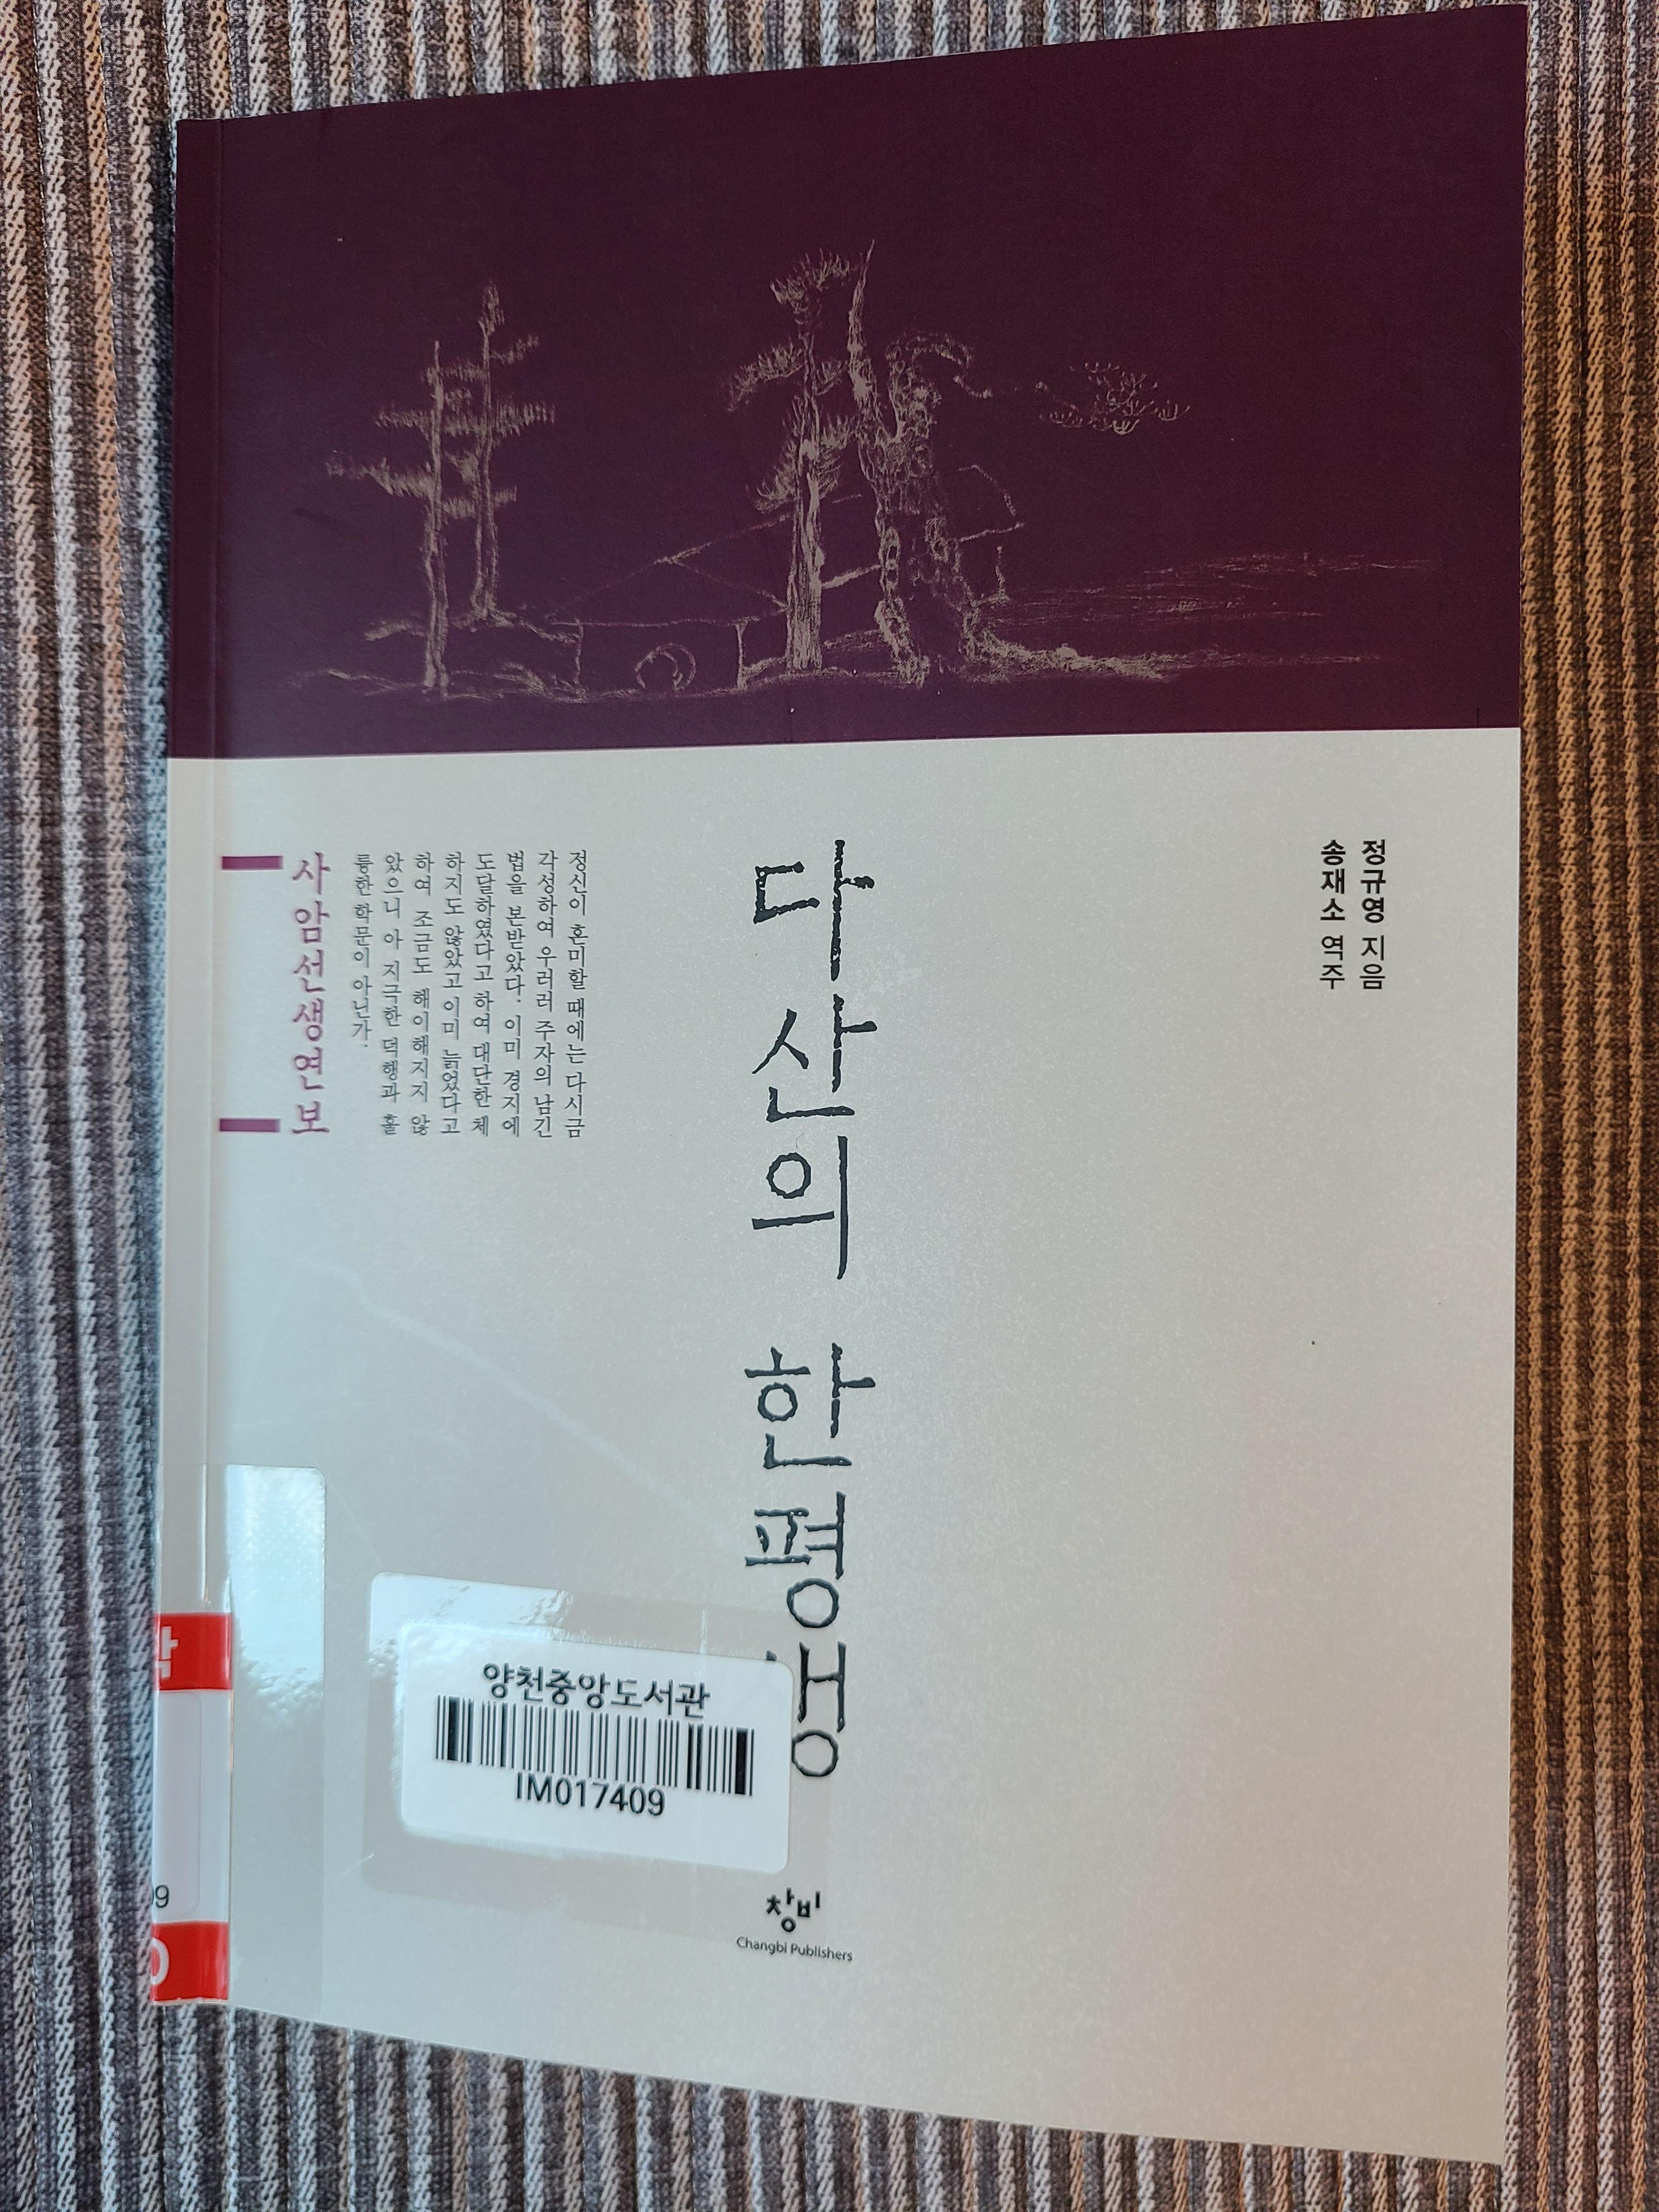 정규영 지음
송재소 역주
다산의 한평생
정신이 혼미할 때에는 다시금
각성하여 우러러 주자의 남긴
법을 본받았다. 이미 경지에
도달하였다고 하여 대단한 체
하지도 않았고 이미 늙었다고
하여 조금도 해이해지지 않
았으니 아 지극한 덕행과 훌
륭한 학문이 아닌가.
사암선생연보
양천중앙도서관
IM017409
창비
Changbi Publishers